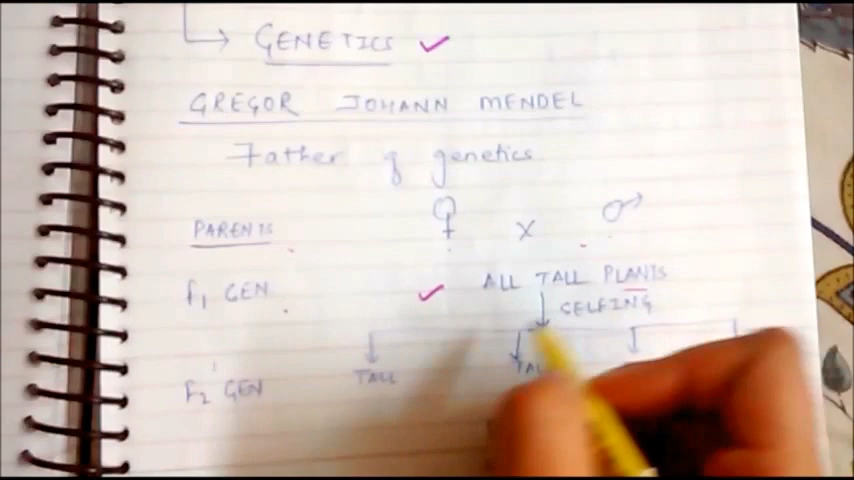 GENETICS
GREGOR JOHANN MENDEL
Father of genetics
PARENTS ♀ X ♂
F1 GEN ALL TALL PLANTS
SELFING
F2 GEN TALL